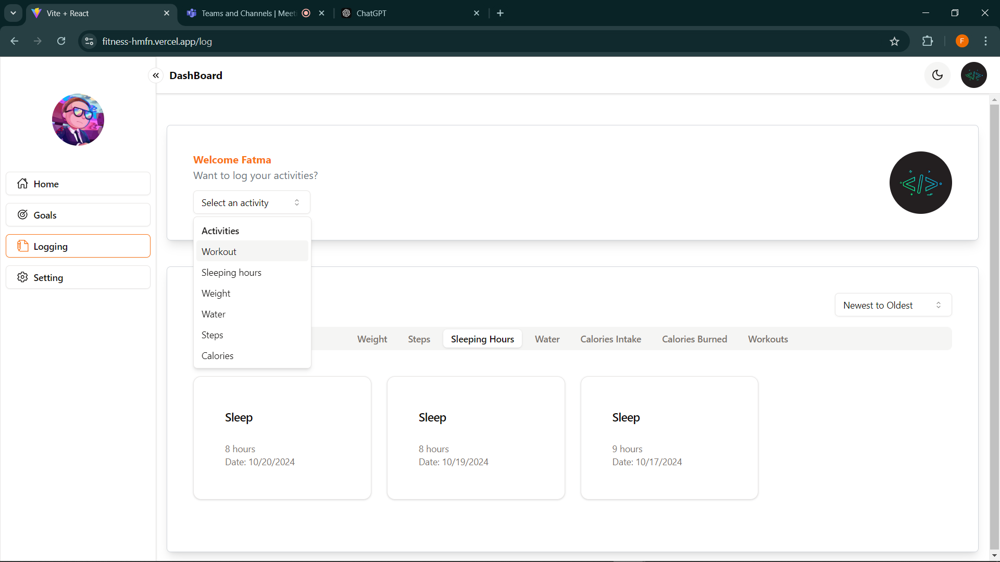 Vite + React
Teams and Channels | Meeti
ChatGPT
fitness-hmfn.vercel.app/log
F
DashBoard
Home
Goals
Logging
Setting
Welcome Fatma
Want to log your activities?
Select an activity
Activities
Workout
Sleeping hours
Weight
Water
Steps
Calories
Newest to Oldest
Weight
Steps
Sleeping Hours
Water
Calories Intake
Calories Burned
Workouts
Sleep
8 hours
Date: 10/20/2024
Sleep
8 hours
Date: 10/19/2024
Sleep
9 hours
Date: 10/17/2024